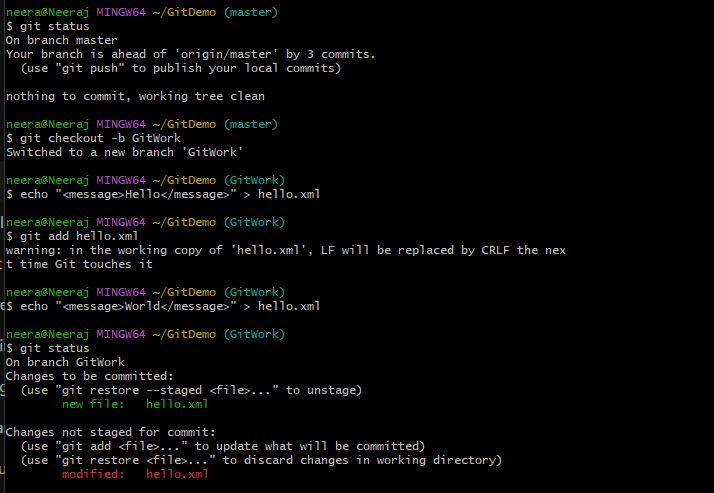 neera@Neeraj MINGW64 ~/GitDemo (master)
$ git status
On branch master
Your branch is ahead of 'origin/master' by 3 commits.
  (use "git push" to publish your local commits)

nothing to commit, working tree clean

neera@Neeraj MINGW64 ~/GitDemo (master)
$ git checkout -b GitWork
Switched to a new branch 'GitWork'

neera@Neeraj MINGW64 ~/GitDemo (GitWork)
$ echo "<message>Hello</message>" > hello.xml

neera@Neeraj MINGW64 ~/GitDemo (GitWork)
$ git add hello.xml
warning: in the working copy of 'hello.xml', LF will be replaced by CRLF the nex
t time Git touches it

neera@Neeraj MINGW64 ~/GitDemo (GitWork)
$ echo "<message>World</message>" > hello.xml

neera@Neeraj MINGW64 ~/GitDemo (GitWork)
$ git status
On branch GitWork
Changes to be committed:
  (use "git restore --staged <file>..." to unstage)
        new file:   hello.xml

Changes not staged for commit:
  (use "git add <file>..." to update what will be committed)
  (use "git restore <file>..." to discard changes in working directory)
        modified:   hello.xml